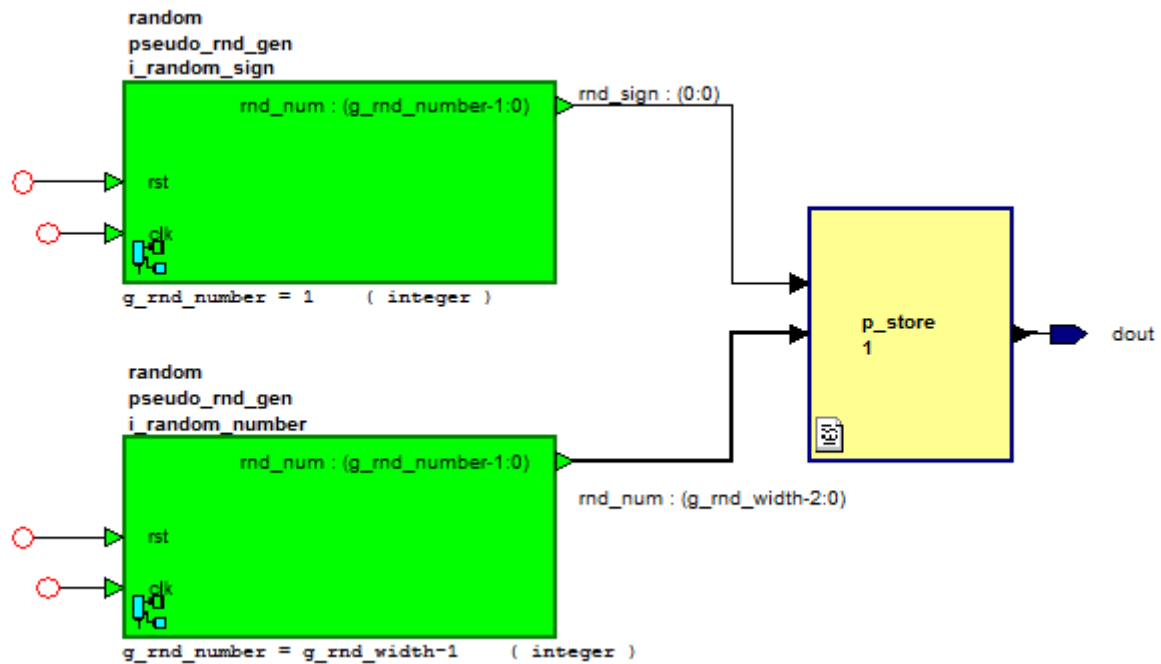 random
pseudo_rnd_gen
i_random_sign
rnd_num : (g_rnd_number-1:0)
rnd_sign : (0:0)
rst
clk
g_rnd_number = 1 ( integer )
p_store
1
dout
random
pseudo_rnd_gen
i_random_number
rnd_num : (g_rnd_number-1:0)
rnd_num : (g_rnd_width-2:0)
rst
clk
g_rnd_number = g_rnd_width-1 ( integer )